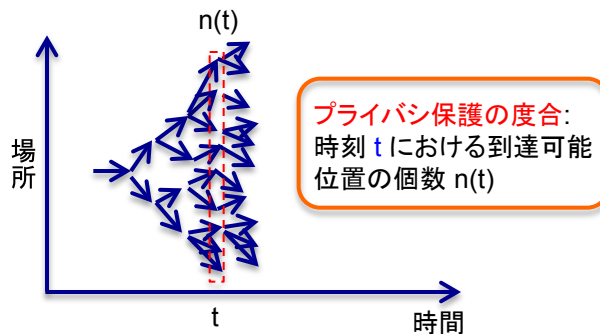 n(t)
プライバシ保護の度合:
時刻 t における到達可能
位置の個数 n(t)
場所
t
時間